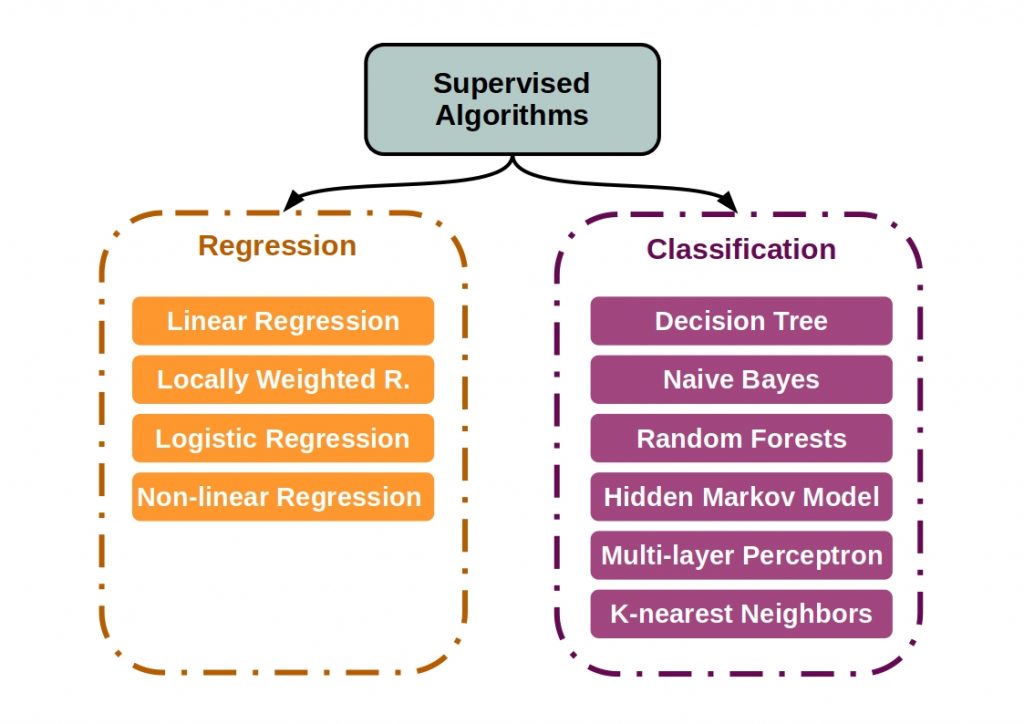 Supervised
Algorithms
Regression
Linear Regression
Locally Weighted R.
Logistic Regression
Non-linear Regression
Classification
Decision Tree
Naive Bayes
Random Forests
Hidden Markov Model
Multi-layer Perceptron
K-nearest Neighbors